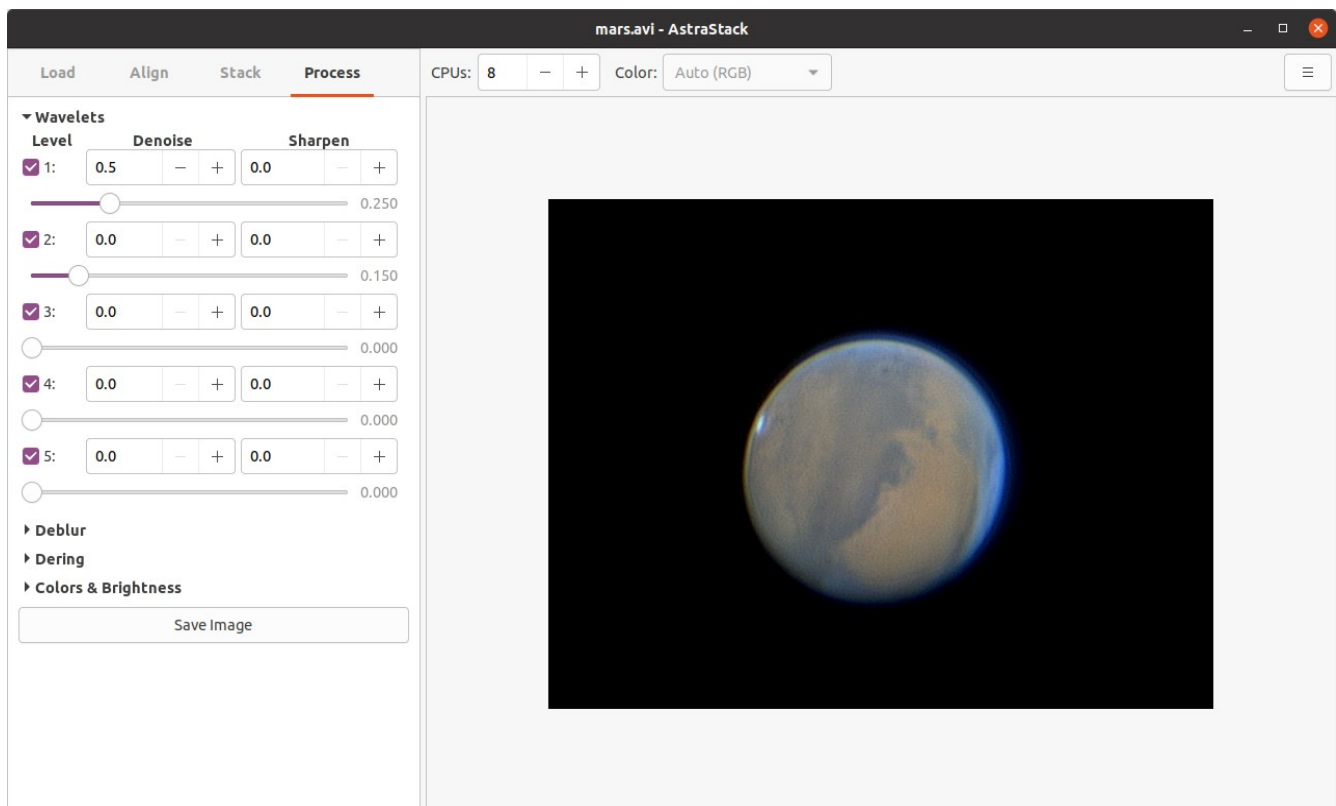 mars.avi - AstraStack
Load Align Stack Process
CPUs: 8 Color: Auto (RGB)
Wavelets
Level Denoise Sharpen
1: 0.5 − + 0.0 − +
0.250
2: 0.0 − + 0.0 − +
0.150
3: 0.0 − + 0.0 − +
0.000
4: 0.0 − + 0.0 − +
0.000
5: 0.0 − + 0.0 − +
0.000
Deblur
Dering
Colors & Brightness
Save Image